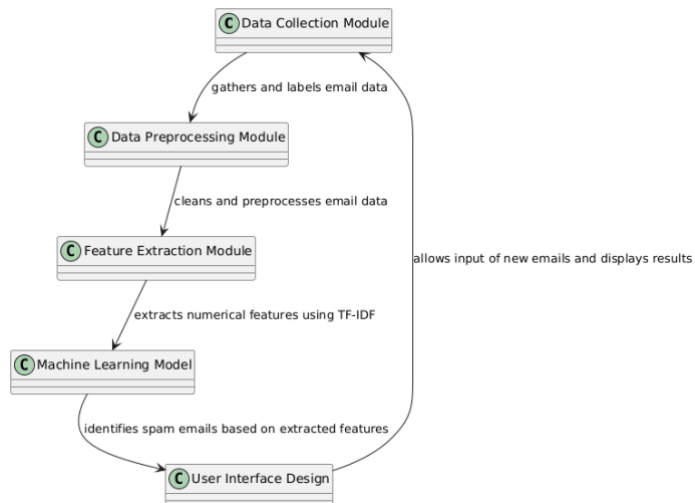 C Data Collection Module
gathers and labels email data
C Data Preprocessing Module
cleans and preprocesses email data
C Feature Extraction Module
allows input of new emails and displays results
extracts numerical features using TF-IDF
C Machine Learning Model
identifies spam emails based on extracted features
C User Interface Design